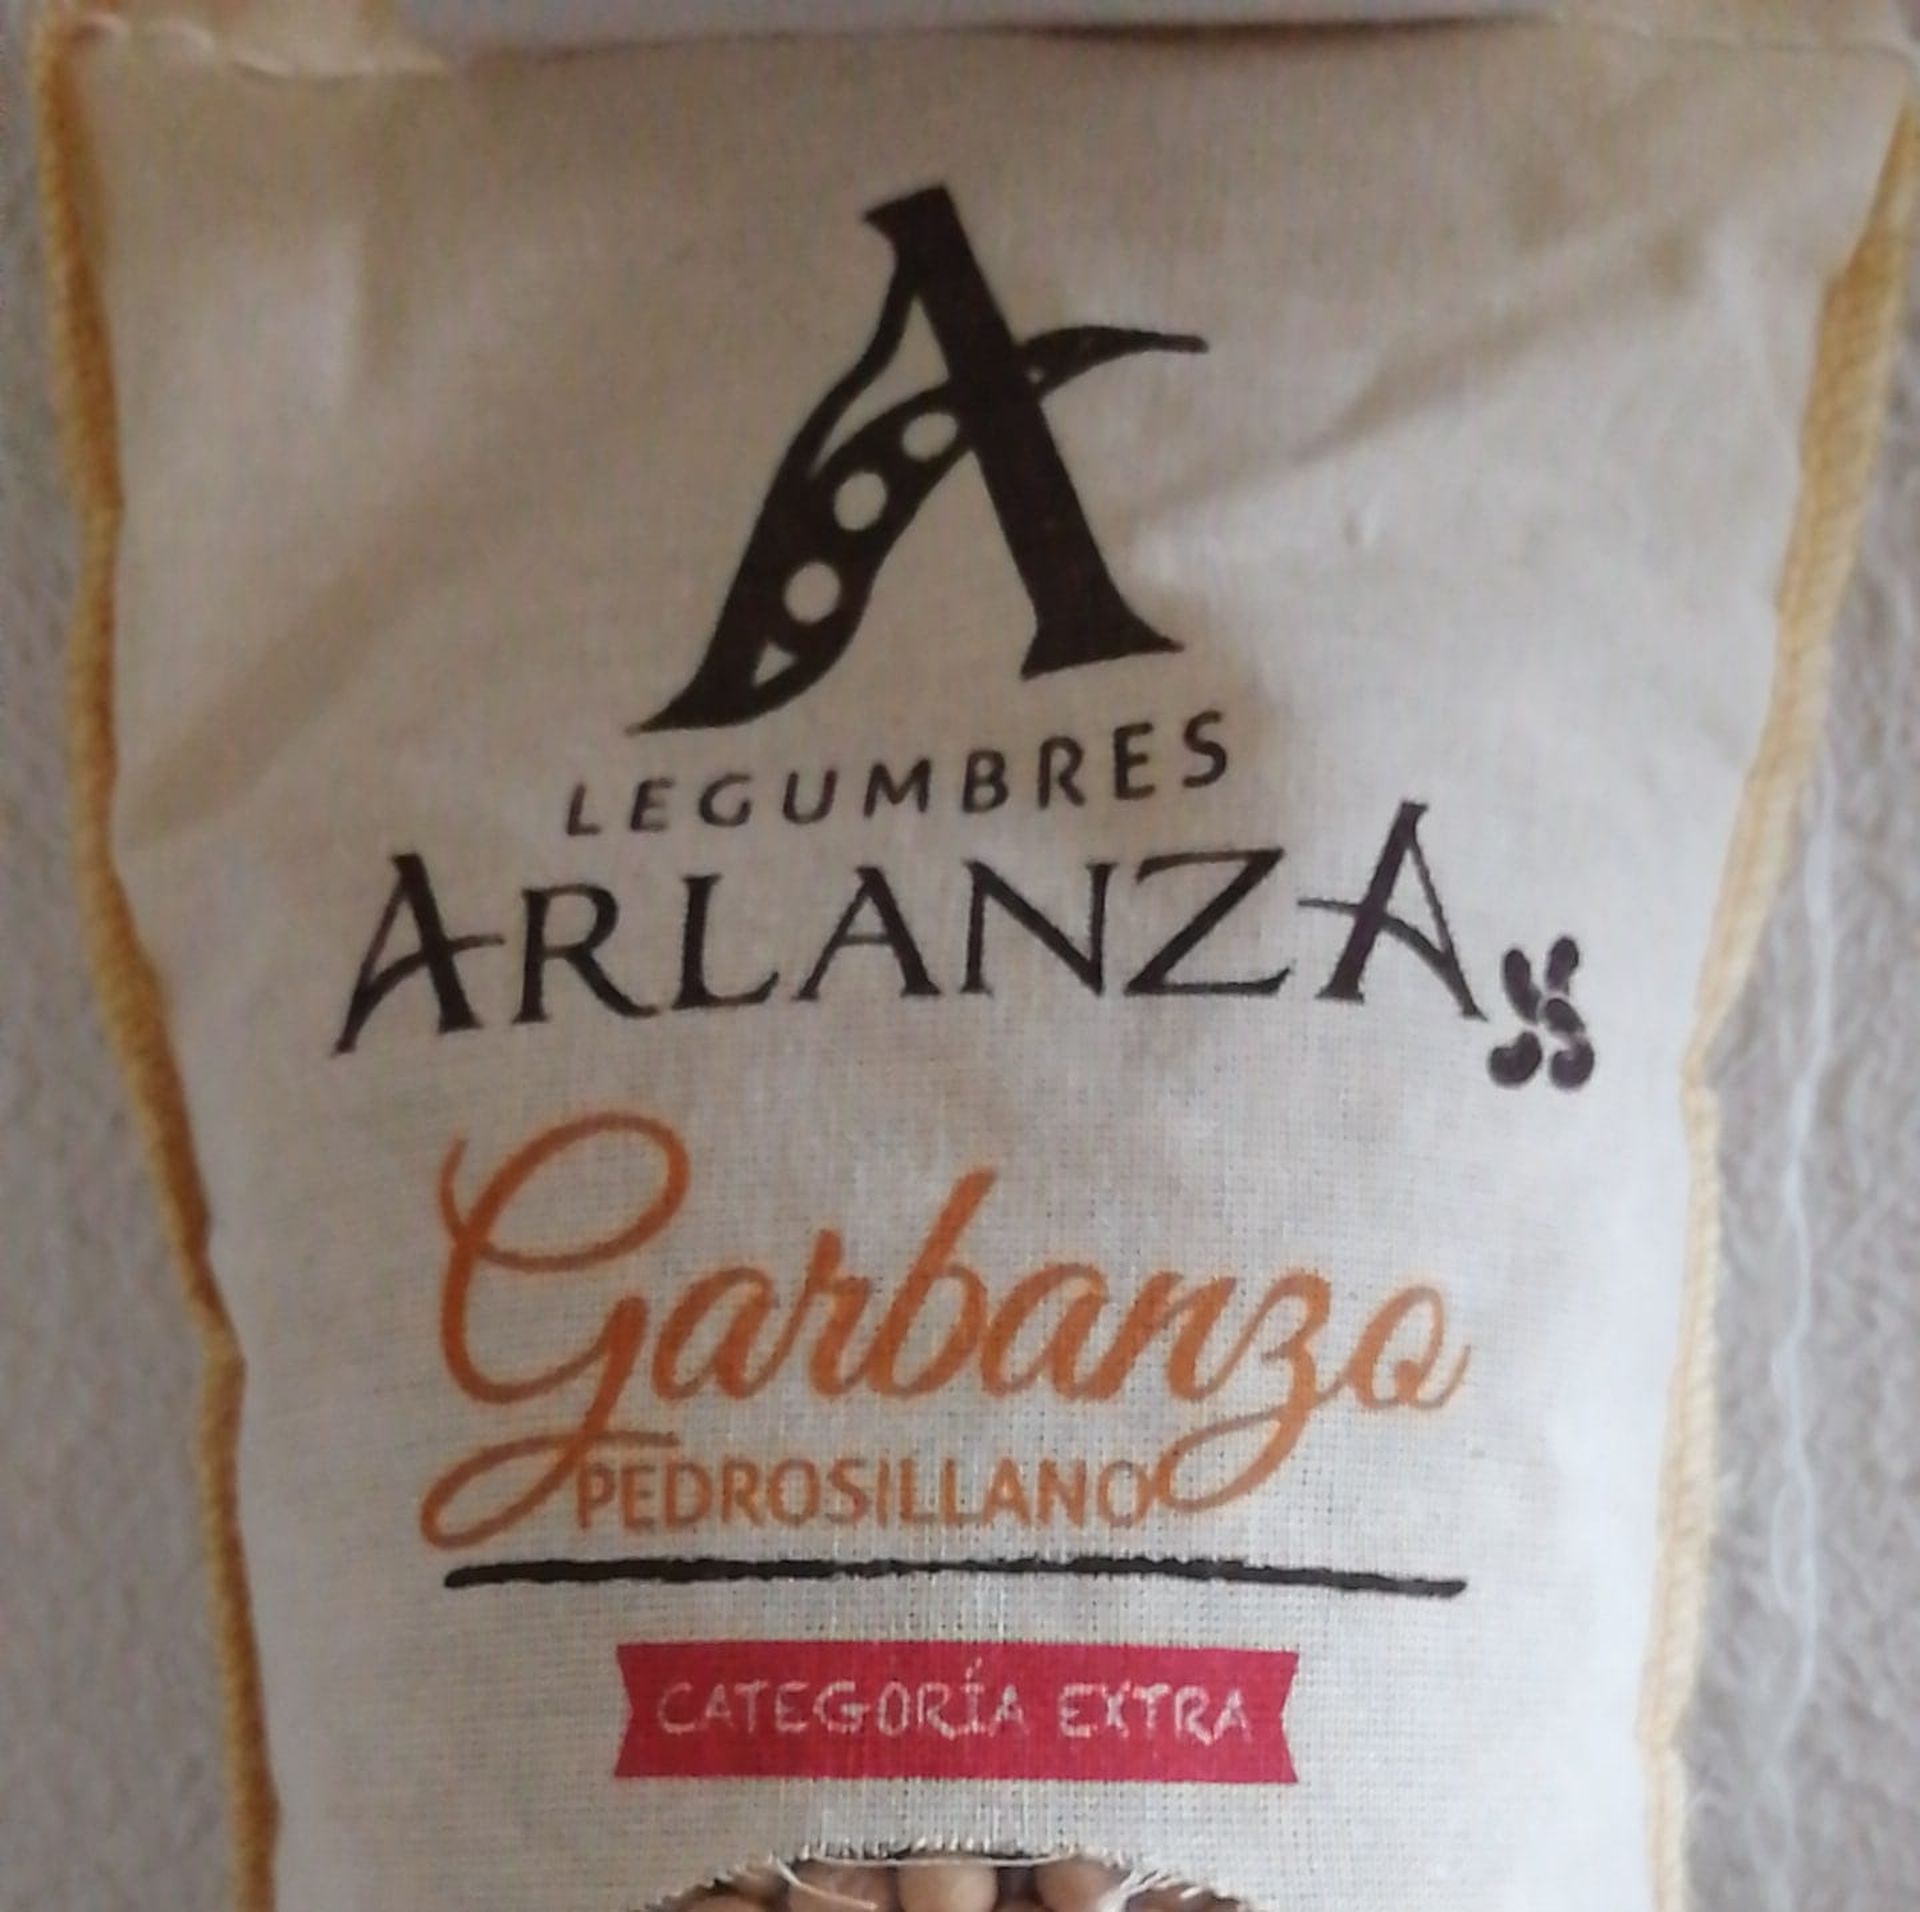 LEGUMBRES
ARLANZA
Garbanzo
PEDROSILLANO
CATEGORÍA EXTRA